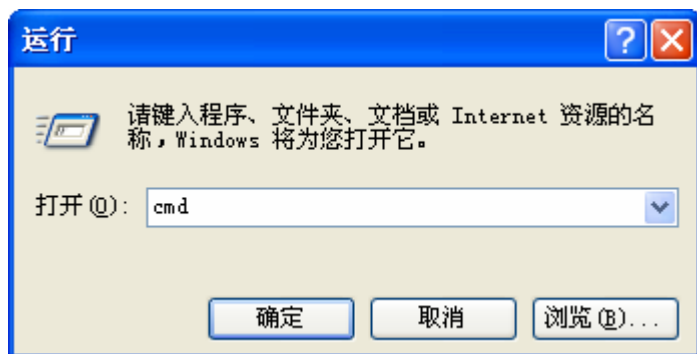 运行
请键入程序、文件夹、文档或 Internet 资源的名
称，Windows 将为您打开它。
打开(O): cmd
确定 取消 浏览(B)...